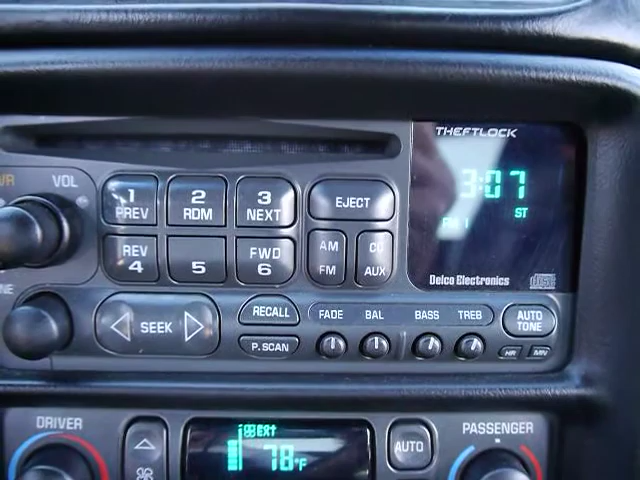 THEFTLOCK
VOL
1 PREV
2 RDM
3 NEXT
EJECT
3:07
ST
REV 4
5
FWD 6
AM FM
CD AUX
Delco Electronics
SEEK
RECALL
FADE BAL BASS TREB
AUTO TONE
P.SCAN
HR MN
DRIVER
PASSENGER
EXT
78°F
AUTO